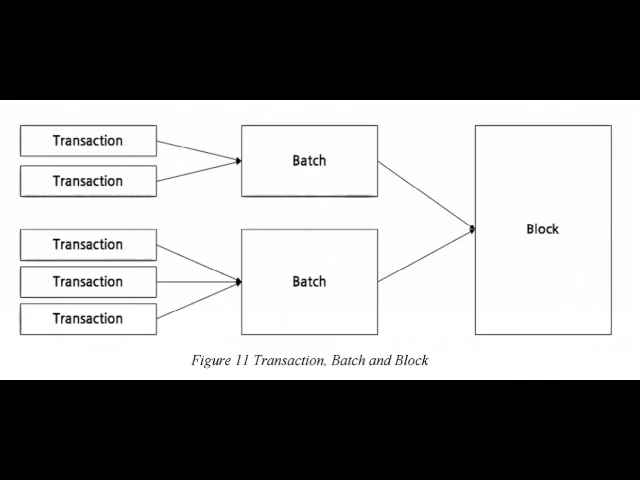 Transaction
Transaction
Batch
Transaction
Transaction
Transaction
Batch
Block
Figure 11 Transaction, Batch and Block